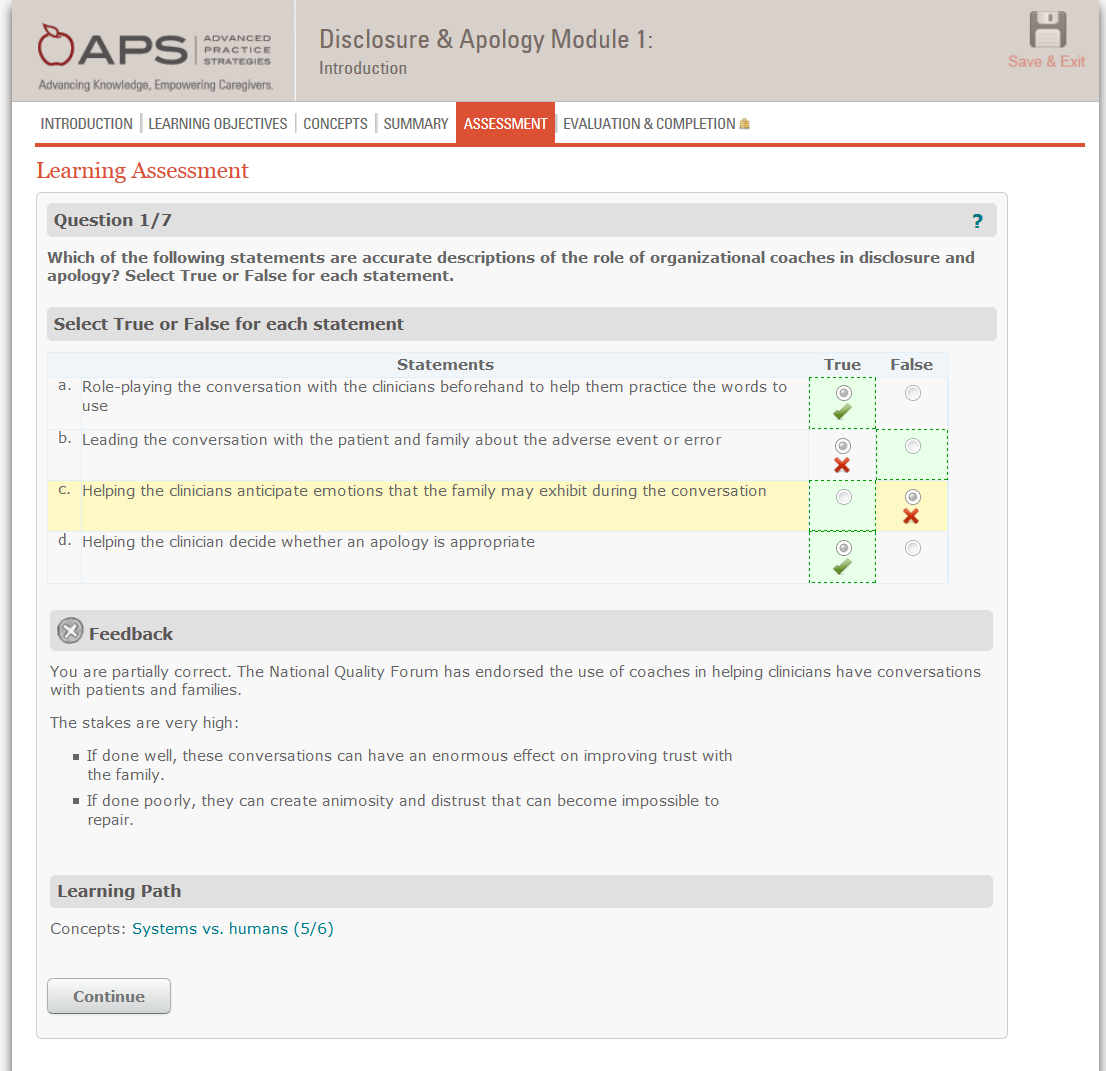 APS
ADVANCED
PRACTICE
STRATEGIES
Advancing Knowledge, Empowering Caregivers.
Disclosure & Apology Module 1:
Introduction
Save & Exit
INTRODUCTION LEARNING OBJECTIVES CONCEPTS SUMMARY ASSESSMENT EVALUATION & COMPLETION
Learning Assessment
Question 1/7 ?
Which of the following statements are accurate descriptions of the role of organizational coaches in disclosure and
apology? Select True or False for each statement.
Select True or False for each statement
Statements True False
a. Role-playing the conversation with the clinicians beforehand to help them practice the words to
use
b. Leading the conversation with the patient and family about the adverse event or error
c. Helping the clinicians anticipate emotions that the family may exhibit during the conversation
d. Helping the clinician decide whether an apology is appropriate
Feedback
You are partially correct. The National Quality Forum has endorsed the use of coaches in helping clinicians have conversations
with patients and families.
The stakes are very high:
If done well, these conversations can have an enormous effect on improving trust with
the family.
If done poorly, they can create animosity and distrust that can become impossible to
repair.
Learning Path
Concepts: Systems vs. humans (5/6)
Continue